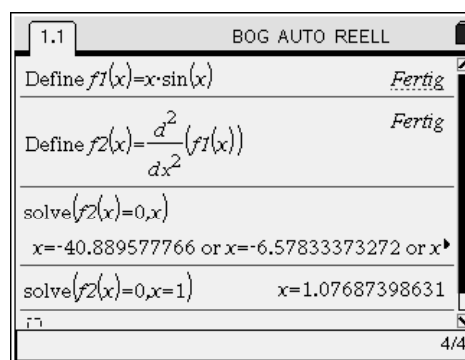 1.1 BOG AUTO REELL
Define f1(x)=x·sin(x) Fertig
Define f2(x)=d²/dx²(f1(x)) Fertig
solve(f2(x)=0,x)
x=-40.889577766 or x=-6.57833373272 or x▶
solve(f2(x)=0,x=1) x=1.07687398631
4/4